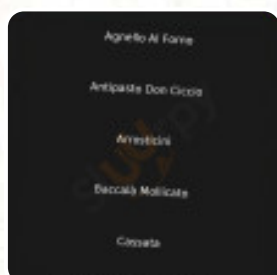 Agnello Al Forno
Antipasto Don Ciccio
Arrosticini
Baccalà Mollicato
Cassata